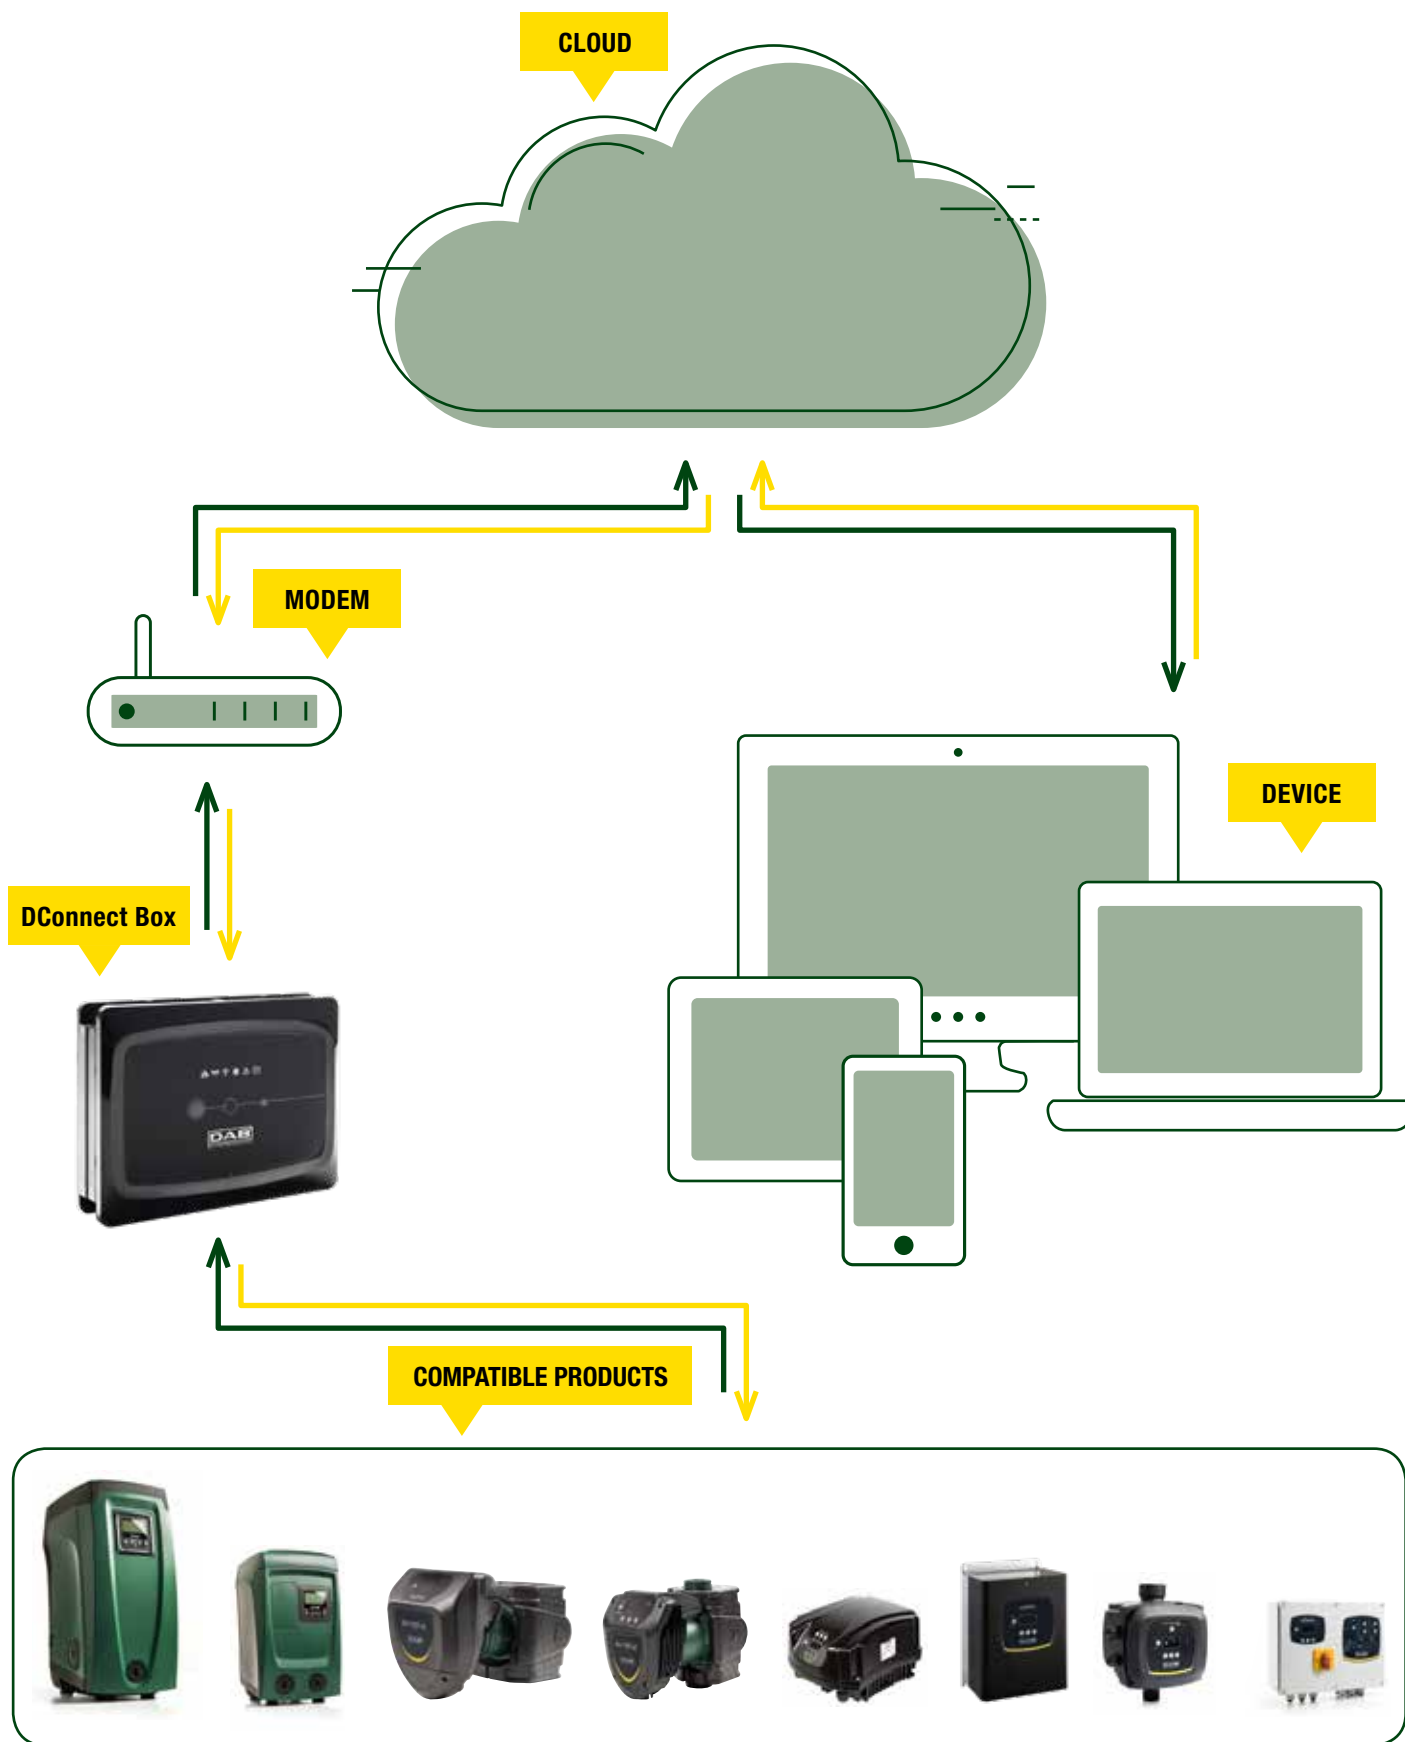 CLOUD
MODEM
DEVICE
DConnect Box
DAB
COMPATIBLE PRODUCTS